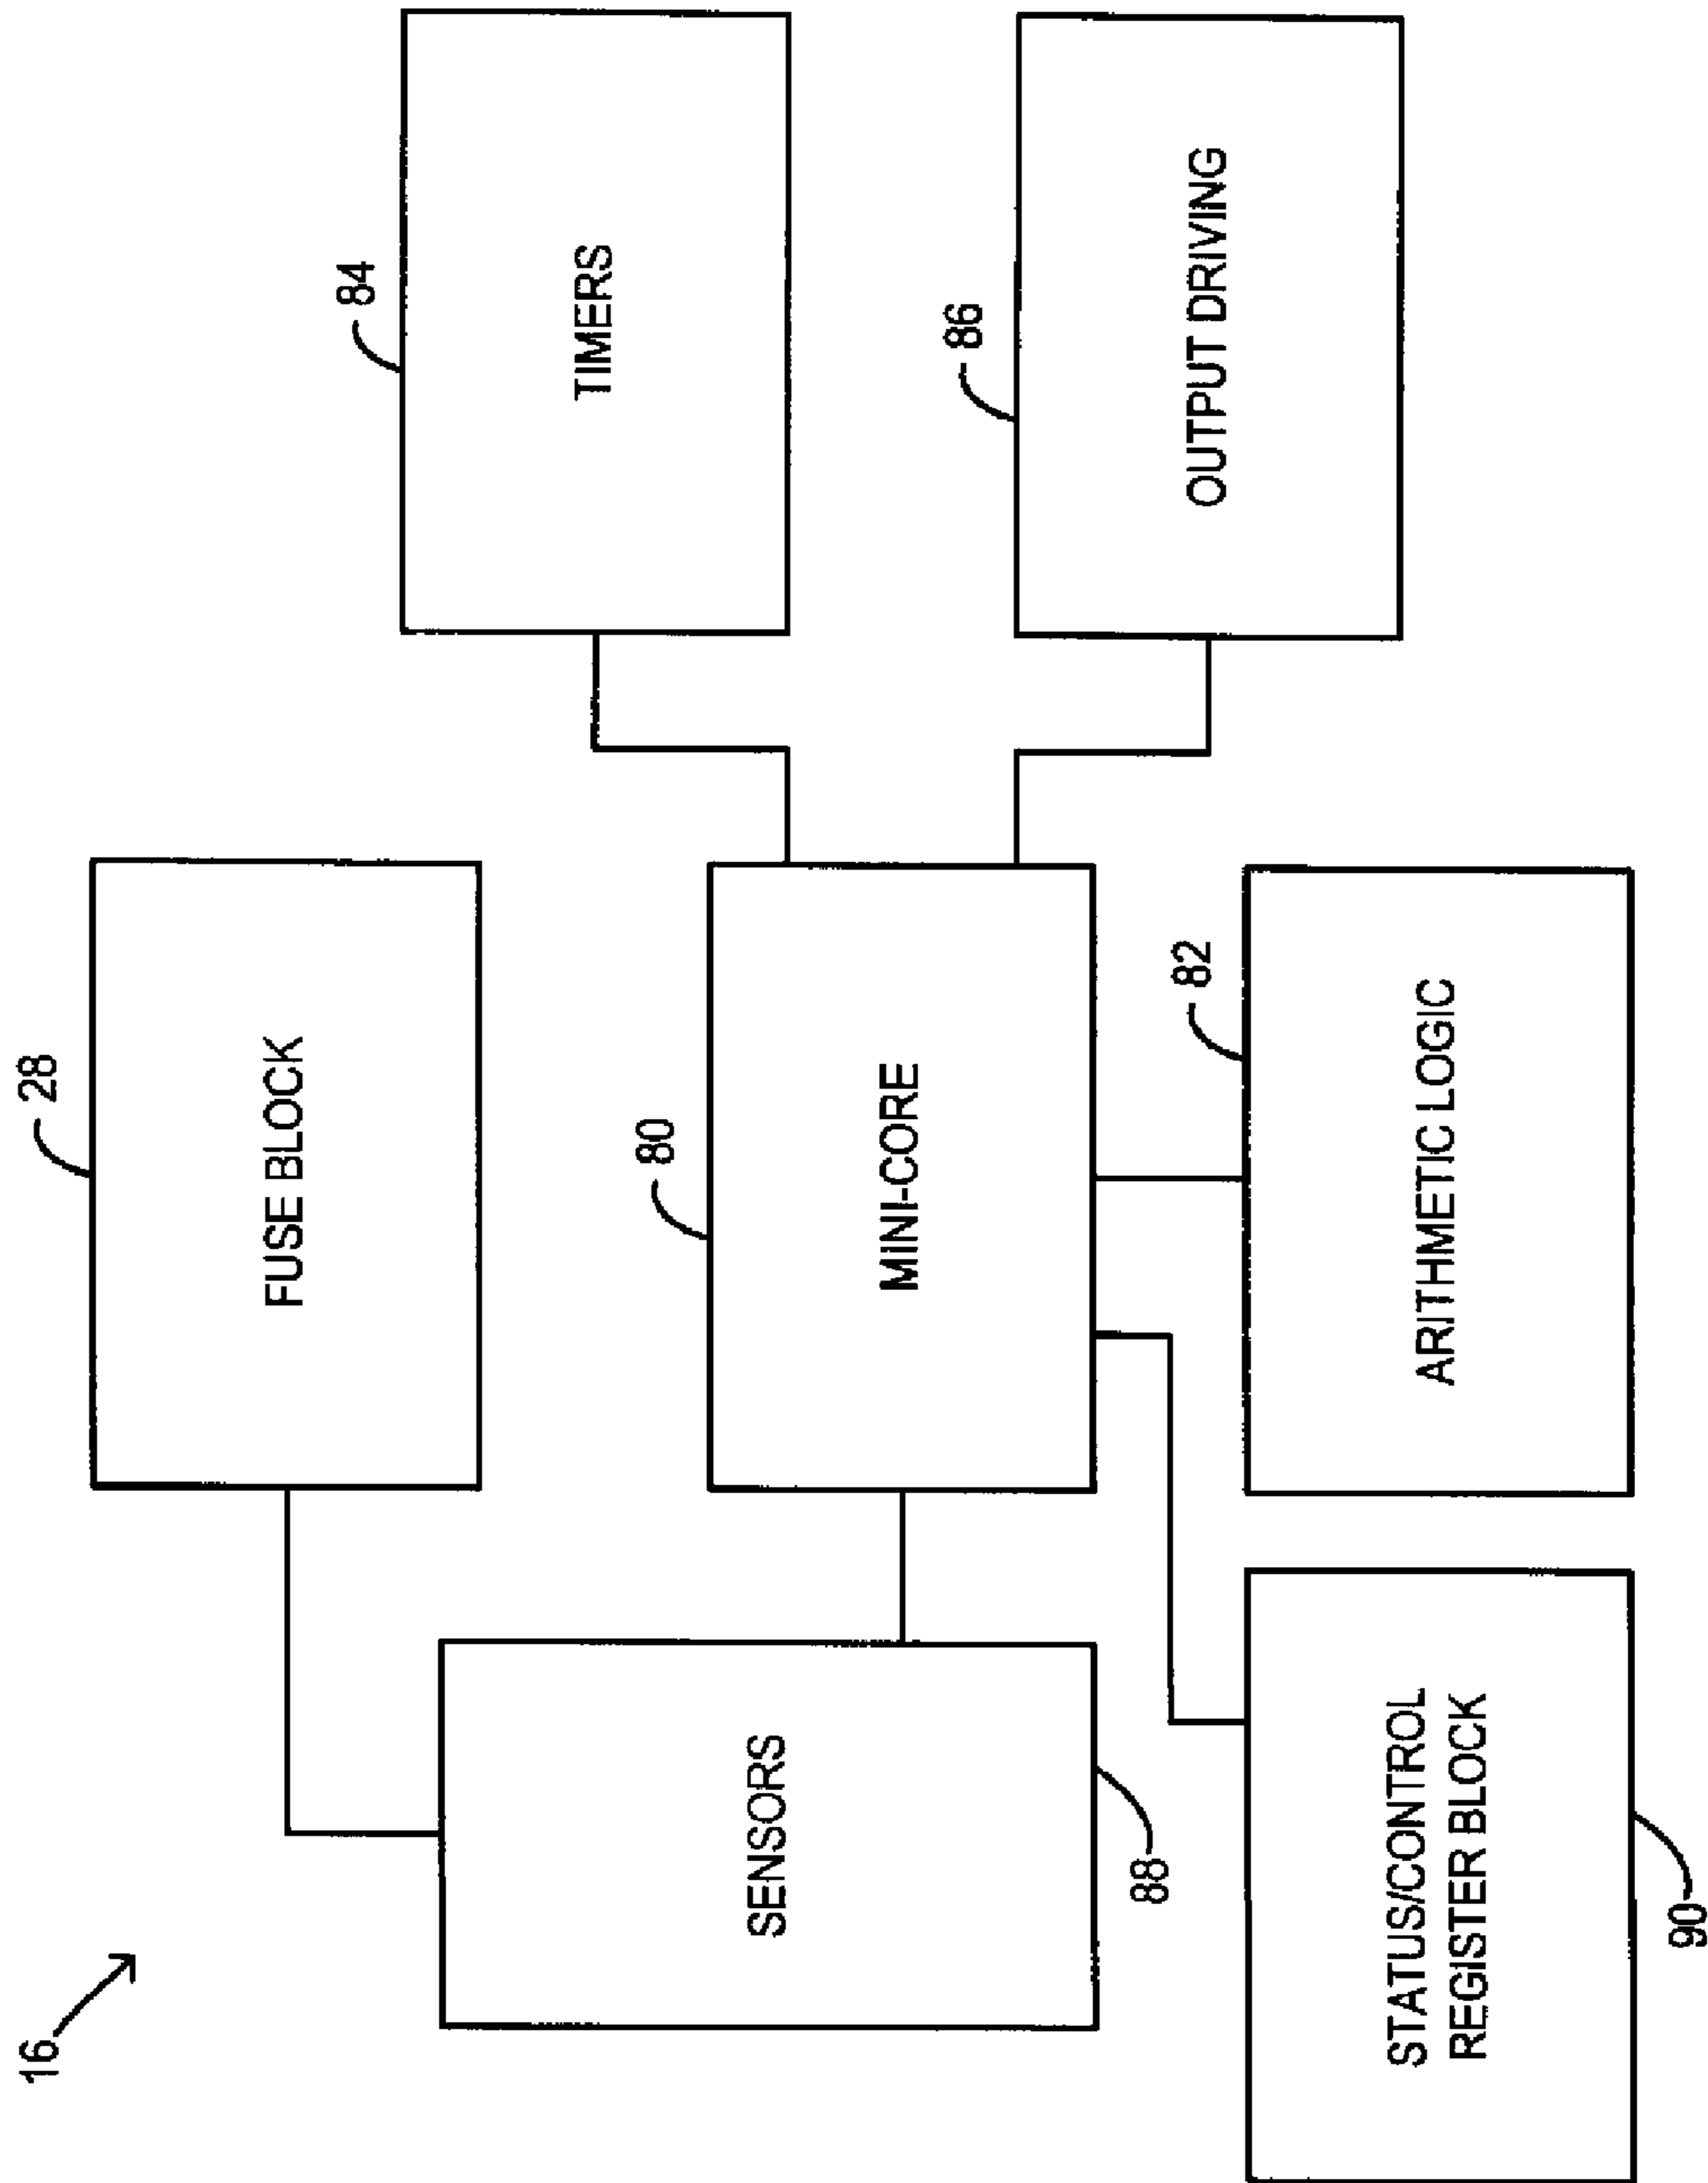 16
28
FUSE BLOCK
84
TIMERS
SENSORS
88
80
MINI-CORE
86
OUTPUT DRIVING
STATUS/CONTROL
REGISTER BLOCK
90
82
ARITHMETIC LOGIC